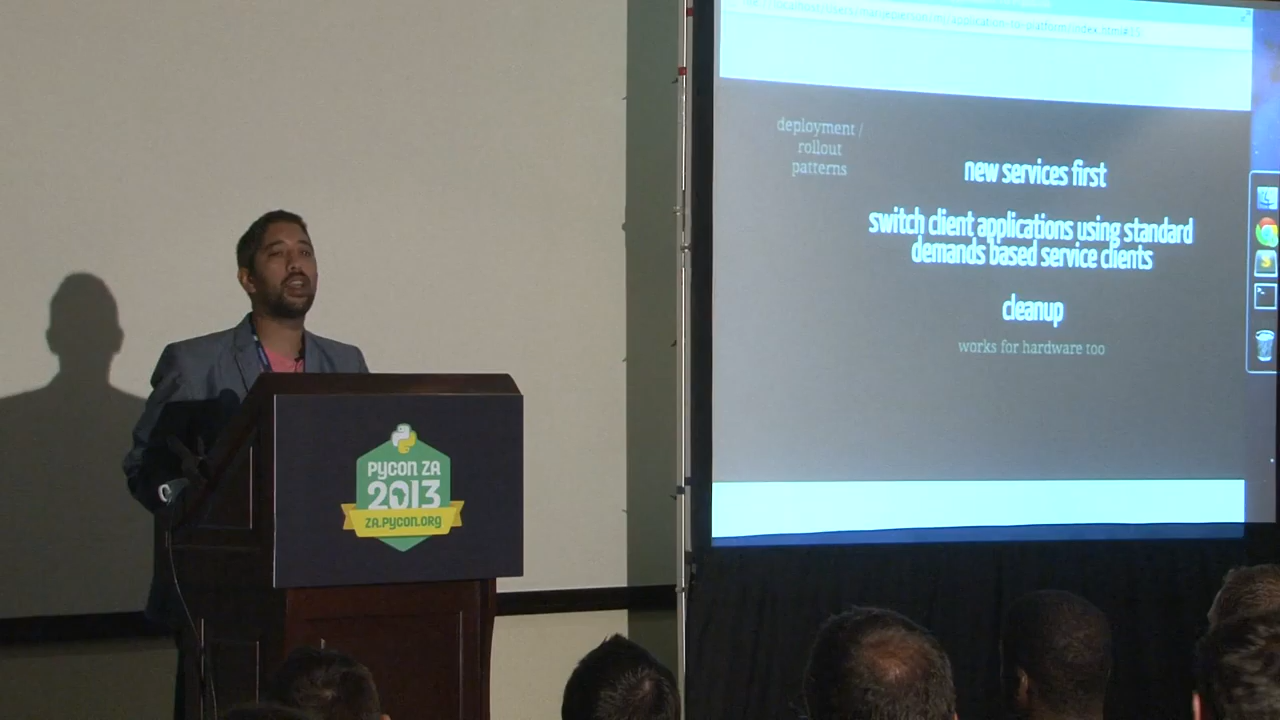 deployment /
rollout
patterns
new services first
switch client applications using standard
demands based service clients
cleanup
works for hardware too
PYCON ZA
2013
ZA.PYCON.ORG